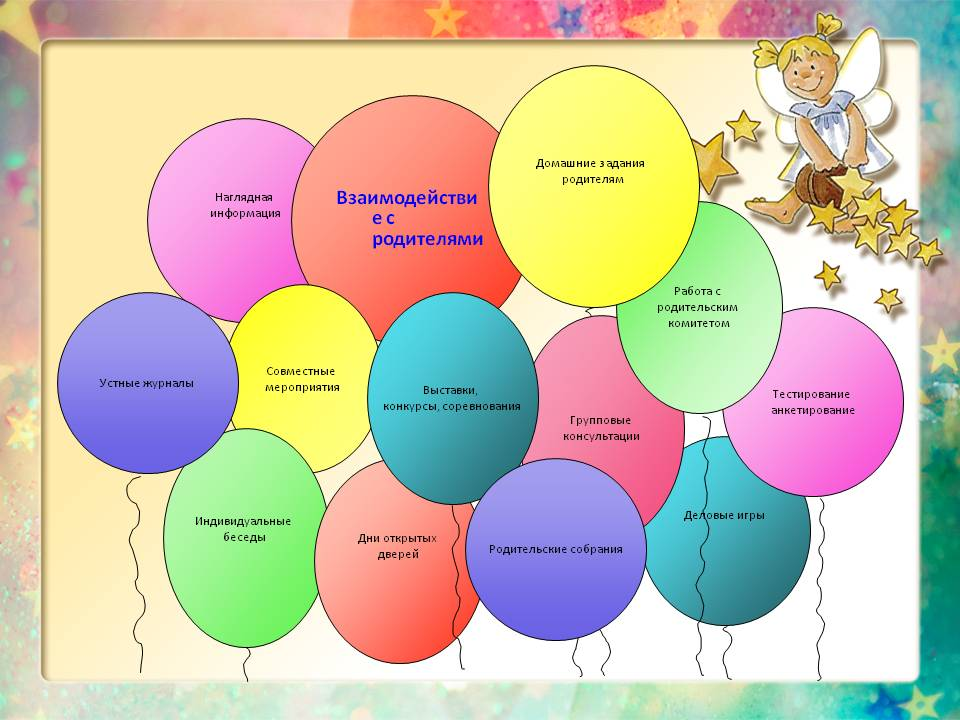 Взаимодействи
е с
родителями
Наглядная
информация
Домашние задания
родителям
Работа с
родительским
комитетом
Устные журналы
Совместные
мероприятия
Выставки,
конкурсы, соревнования
Групповые
консультации
Тестирование
анкетирование
Индивидуальные
беседы
Дни открытых
дверей
Родительские собрания
Деловые игры